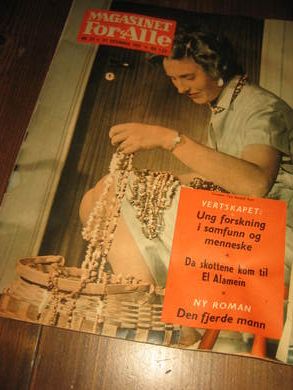 MAGASINET
For Alle
VERTSKAPET:
Ung forskning
i samfunn og
menneske
Da skottene kom til
El Alamein
NY ROMAN
Den fjerde mann